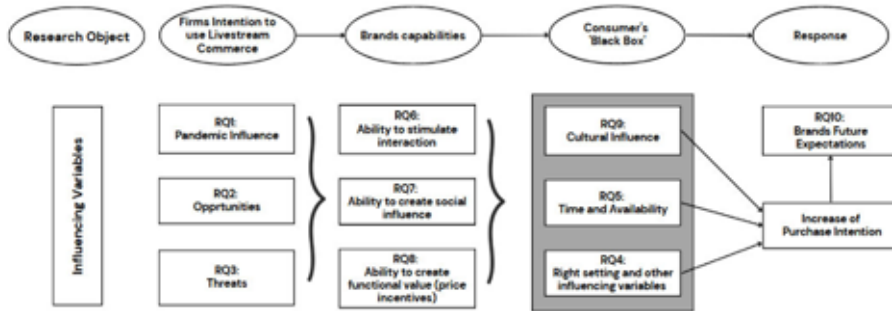 Research Object
Firms Intention to
use Livestream
Commerce
Brands capabilities
Consumer's
'Black Box'
Response
Influencing Variables
RQ1:
Pandemic Influence
RQ2:
Opprtunities
RQ3:
Threats
RQ6:
Ability to stimulate
interaction
RQ7:
Ability to create social
influence
RQ8:
Ability to create
functional value (price
incentives)
RQ9:
Cultural Influence
RQ5:
Time and Availability
RQ4:
Right setting and other
influencing variables
RQ10:
Brands Future
Expectations
Increase of
Purchase Intention